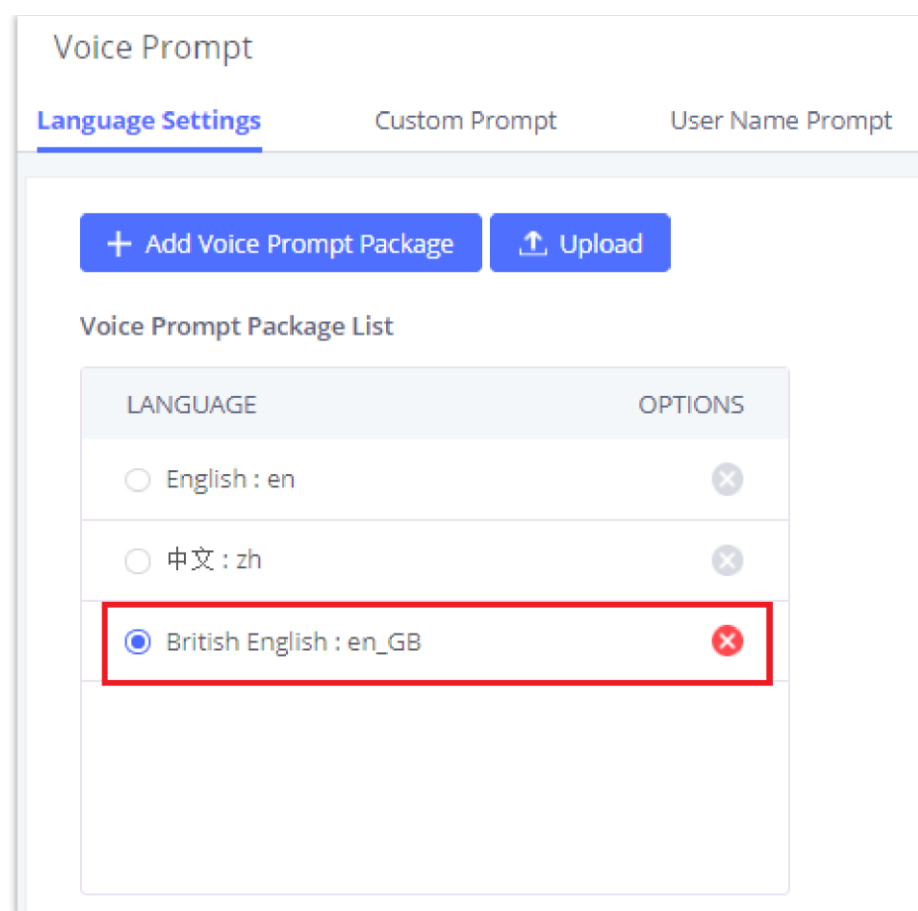 Voice Prompt
Language Settings Custom Prompt User Name Prompt
+ Add Voice Prompt Package Upload
Voice Prompt Package List
LANGUAGE OPTIONS
English : en
中文 : zh
British English : en_GB